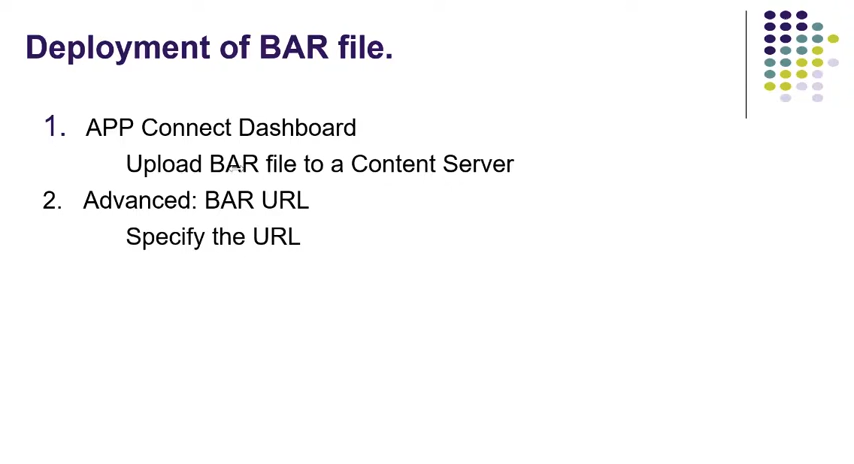 Deployment of BAR file.
1. APP Connect Dashboard
Upload BAR file to a Content Server
2. Advanced: BAR URL
Specify the URL